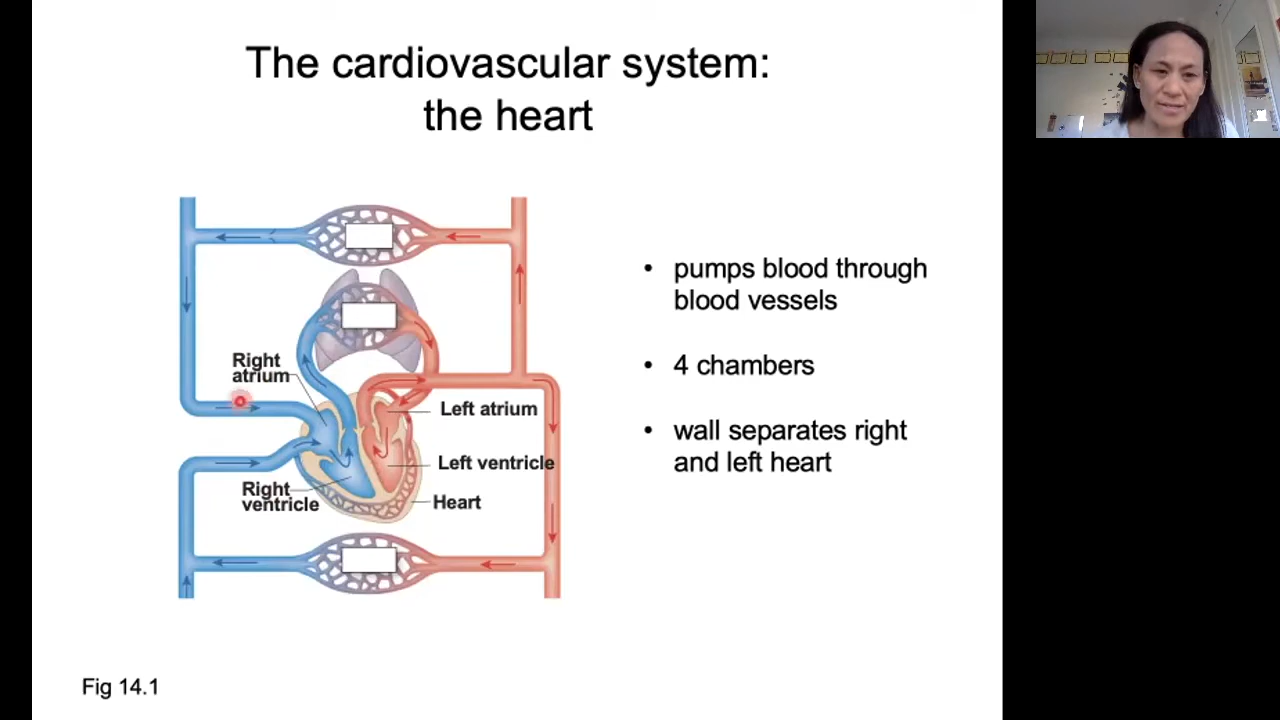 The cardiovascular system:
the heart
Right
atrium
Left atrium
Left ventricle
Right
ventricle
Heart
• pumps blood through
blood vessels
• 4 chambers
• wall separates right
and left heart
Fig 14.1